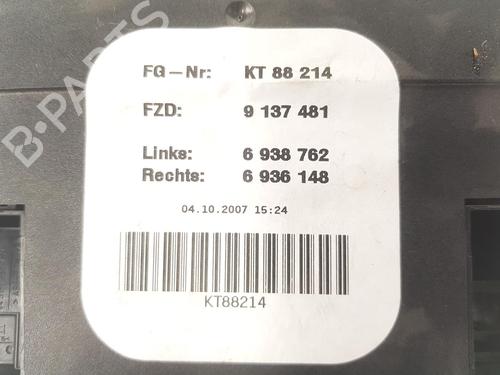 B-PARTS
FG-Nr: KT 88 214
FZD: 9 137 481
Links: 6 938 762
Rechts: 6 936 148
04.10.2007 15:24
KT88214